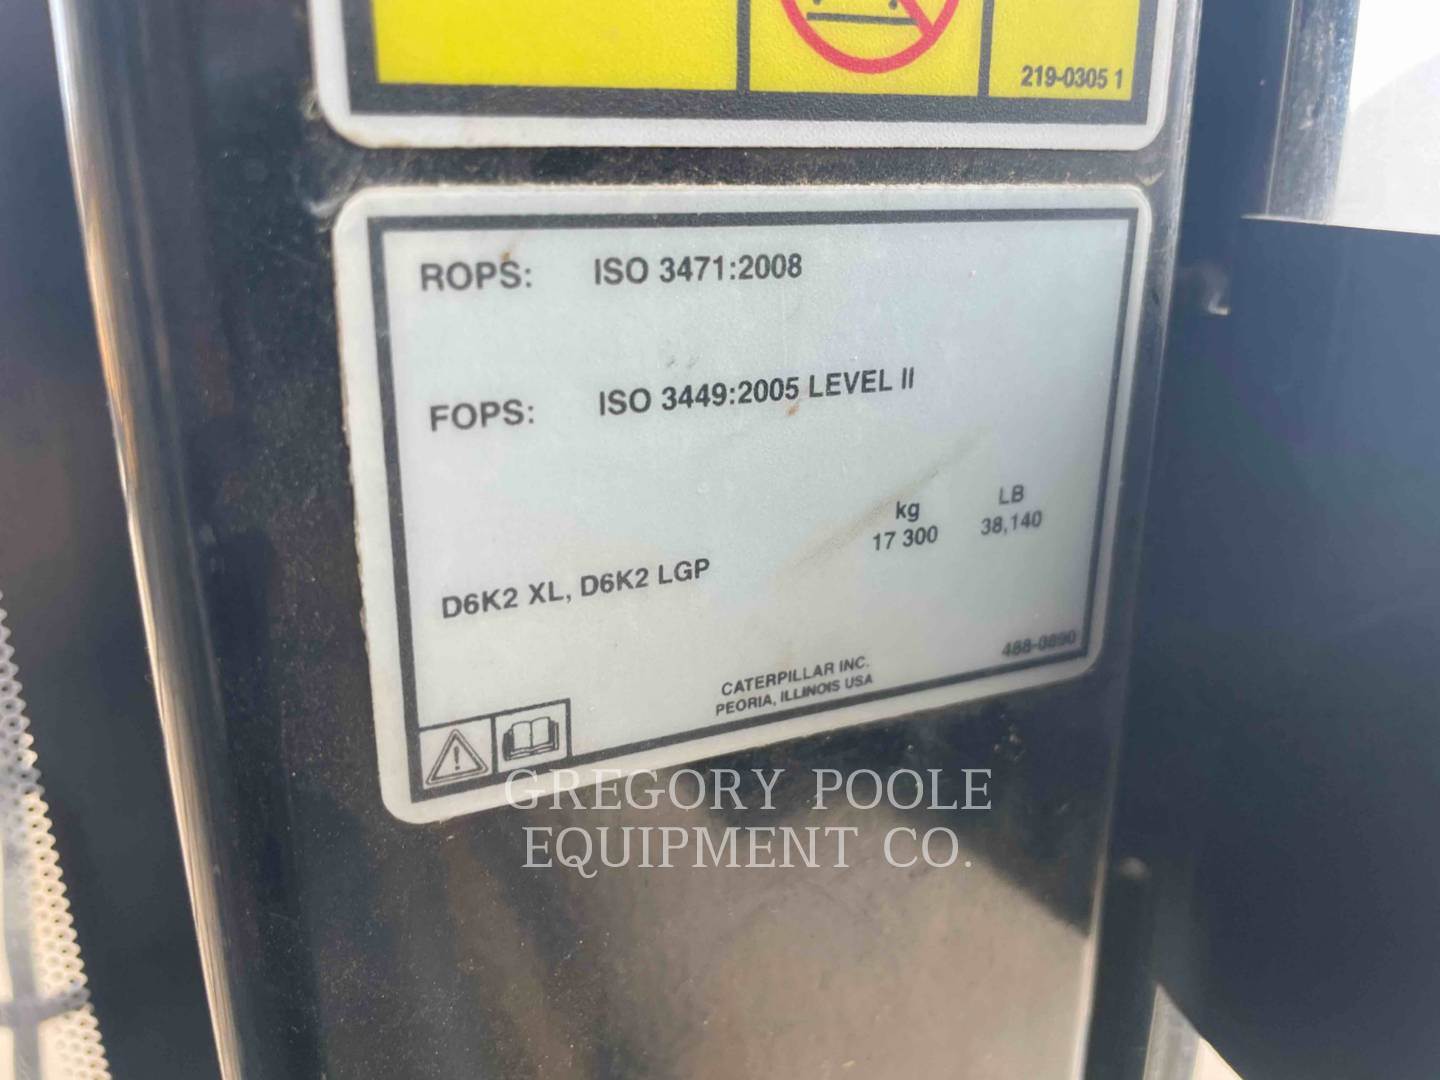 219-0305 1
ROPS: ISO 3471:2008
FOPS: ISO 3449:2005 LEVEL II
kg LB
17 300 38,140
D6K2 XL, D6K2 LGP
488-0890
CATERPILLAR INC.
PEORIA, ILLINOIS USA
GREGORY POOLE
EQUIPMENT CO.